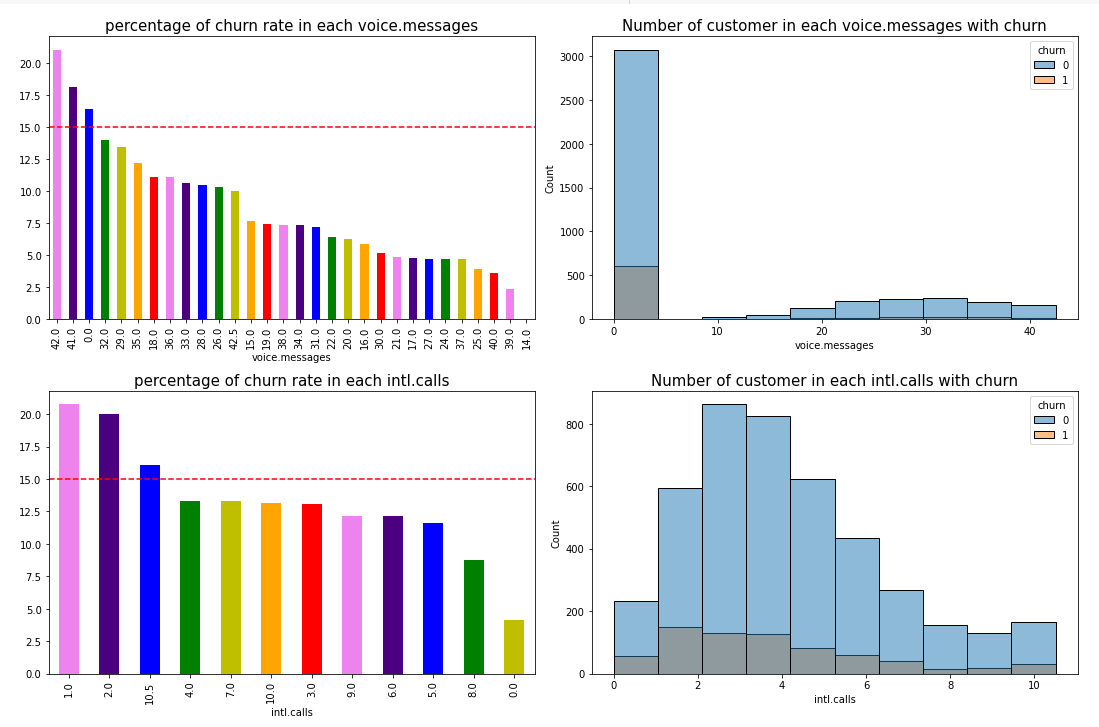 percentage of churn rate in each voice.messages
20.0
17.5
15.0
12.5
10.0
7.5
5.0
2.5
0.0
42.0 41.0 0.0 32.0 29.0 35.0 18.0 36.0 33.0 28.0 26.0 42.5 15.0 19.0 38.0 34.0 31.0 22.0 20.0 16.0 30.0 21.0 17.0 27.0 24.0 37.0 25.0 40.0 39.0 14.0
voice.messages
Number of customer in each voice.messages with churn
churn
0
1
3000
2500
2000
1500
1000
500
0
Count
0 10 20 30 40
voice.messages
percentage of churn rate in each intl.calls
20.0
17.5
15.0
12.5
10.0
7.5
5.0
2.5
0.0
1.0 2.0 10.5 4.0 7.0 10.0 3.0 9.0 6.0 5.0 8.0 0.0
intl.calls
Number of customer in each intl.calls with churn
churn
0
1
800
600
400
200
0
Count
0 2 4 6 8 10
intl.calls